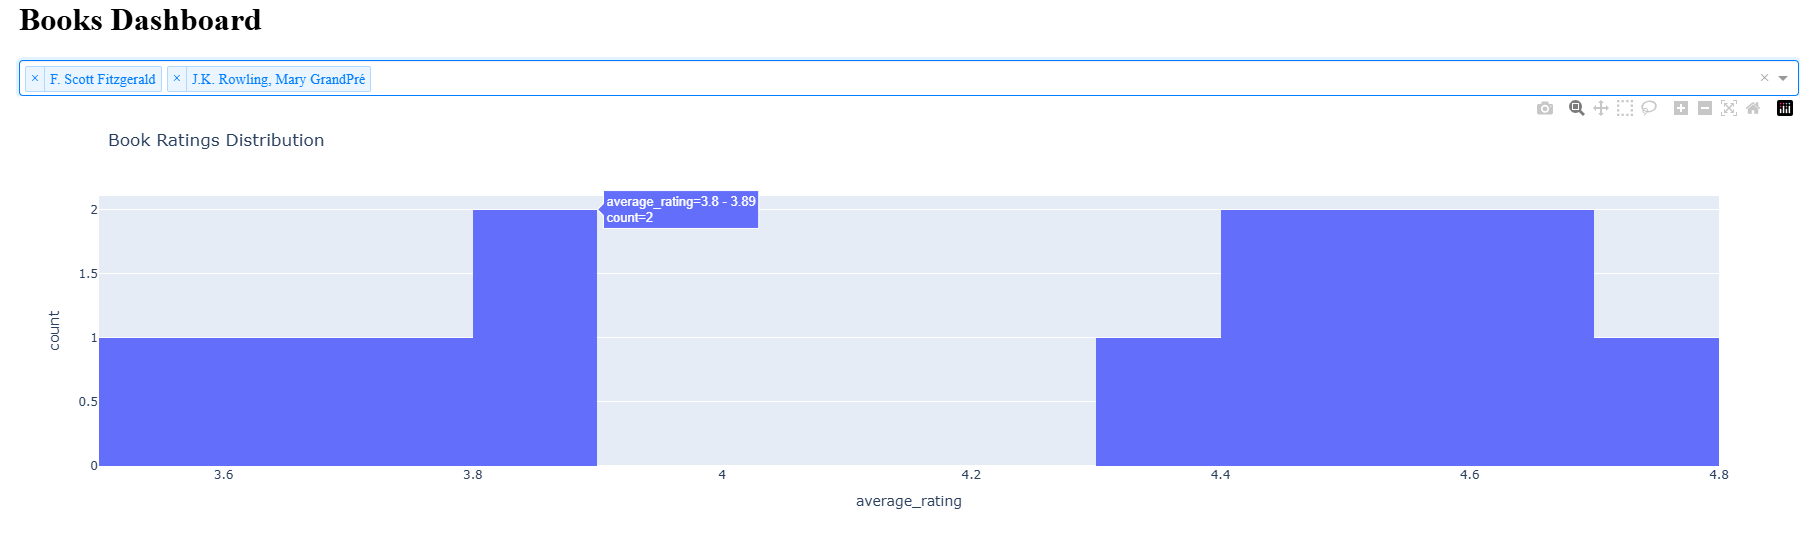 Books Dashboard
× F. Scott Fitzgerald × J.K. Rowling, Mary GrandPré ×
Book Ratings Distribution
average_rating=3.8 - 3.89
count=2
2
1.5
1
0.5
0
count
3.6 3.8 4 4.2 4.4 4.6 4.8
average_rating